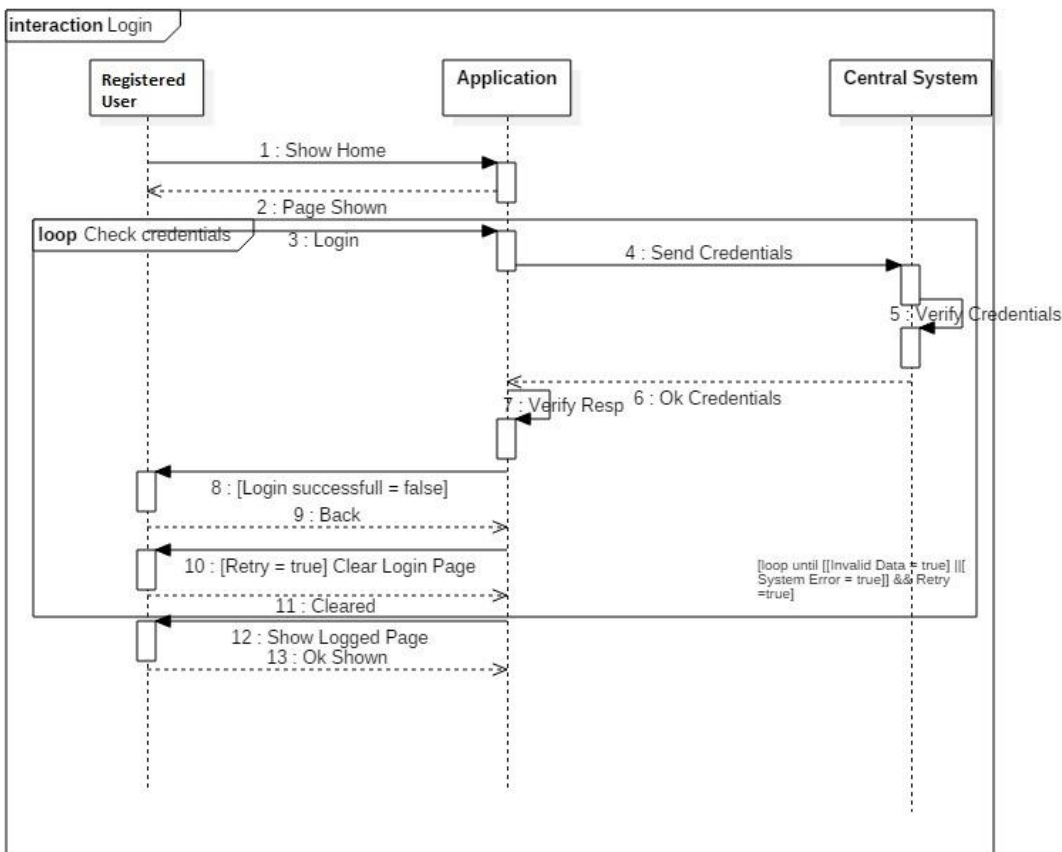 interaction Login
Registered
User
Application
Central System
1 : Show Home
2 : Page Shown
loop Check credentials
3 : Login
4 : Send Credentials
5 : Verify Credentials
6 : Ok Credentials
7 : Verify Resp
8 : [Login successfull = false]
9 : Back
10 : [Retry = true] Clear Login Page
[loop until [[Invalid Data = true] ||[
System Error = true]] && Retry
=true]
11 : Cleared
12 : Show Logged Page
13 : Ok Shown